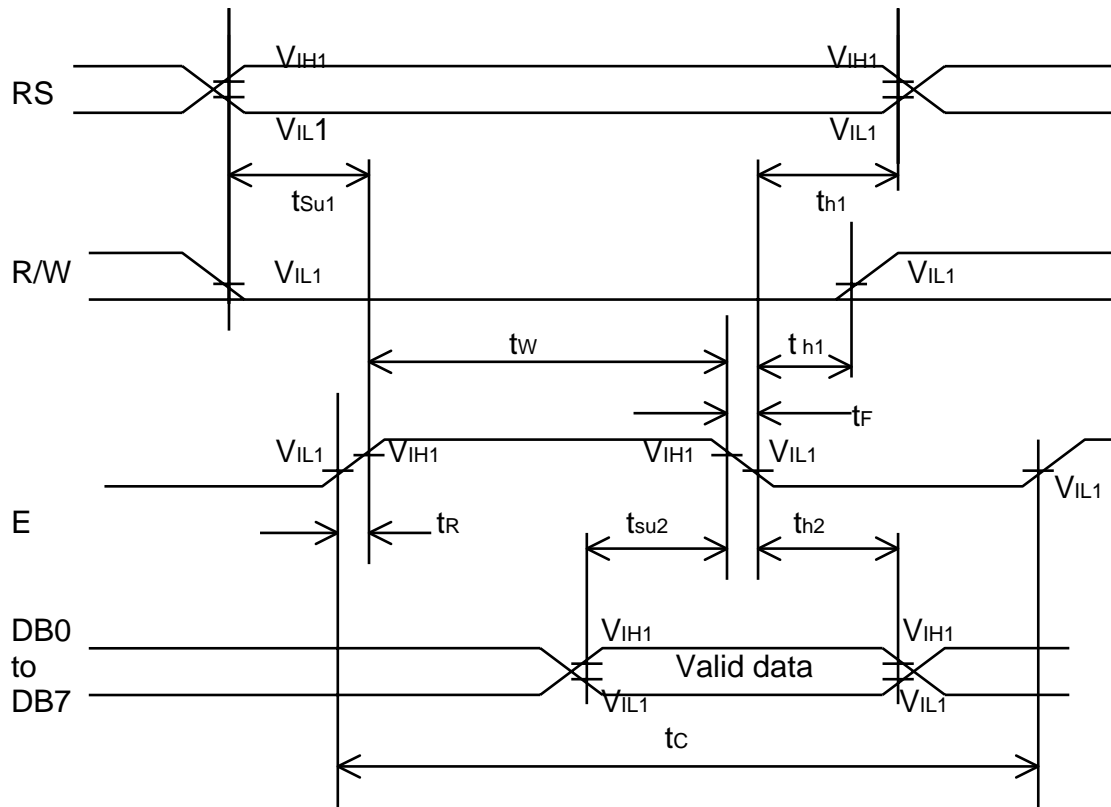 VIH1 VIH1
RS
VIL1 VIL1
tSu1 th1
R/W VIL1 VIL1
tW th1
tF
VIL1 VIH1 VIH1 VIL1 VIL1
E tR tsu2 th2
DB0 VIH1 VIH1
to Valid data
DB7 VIL1 VIL1
tC